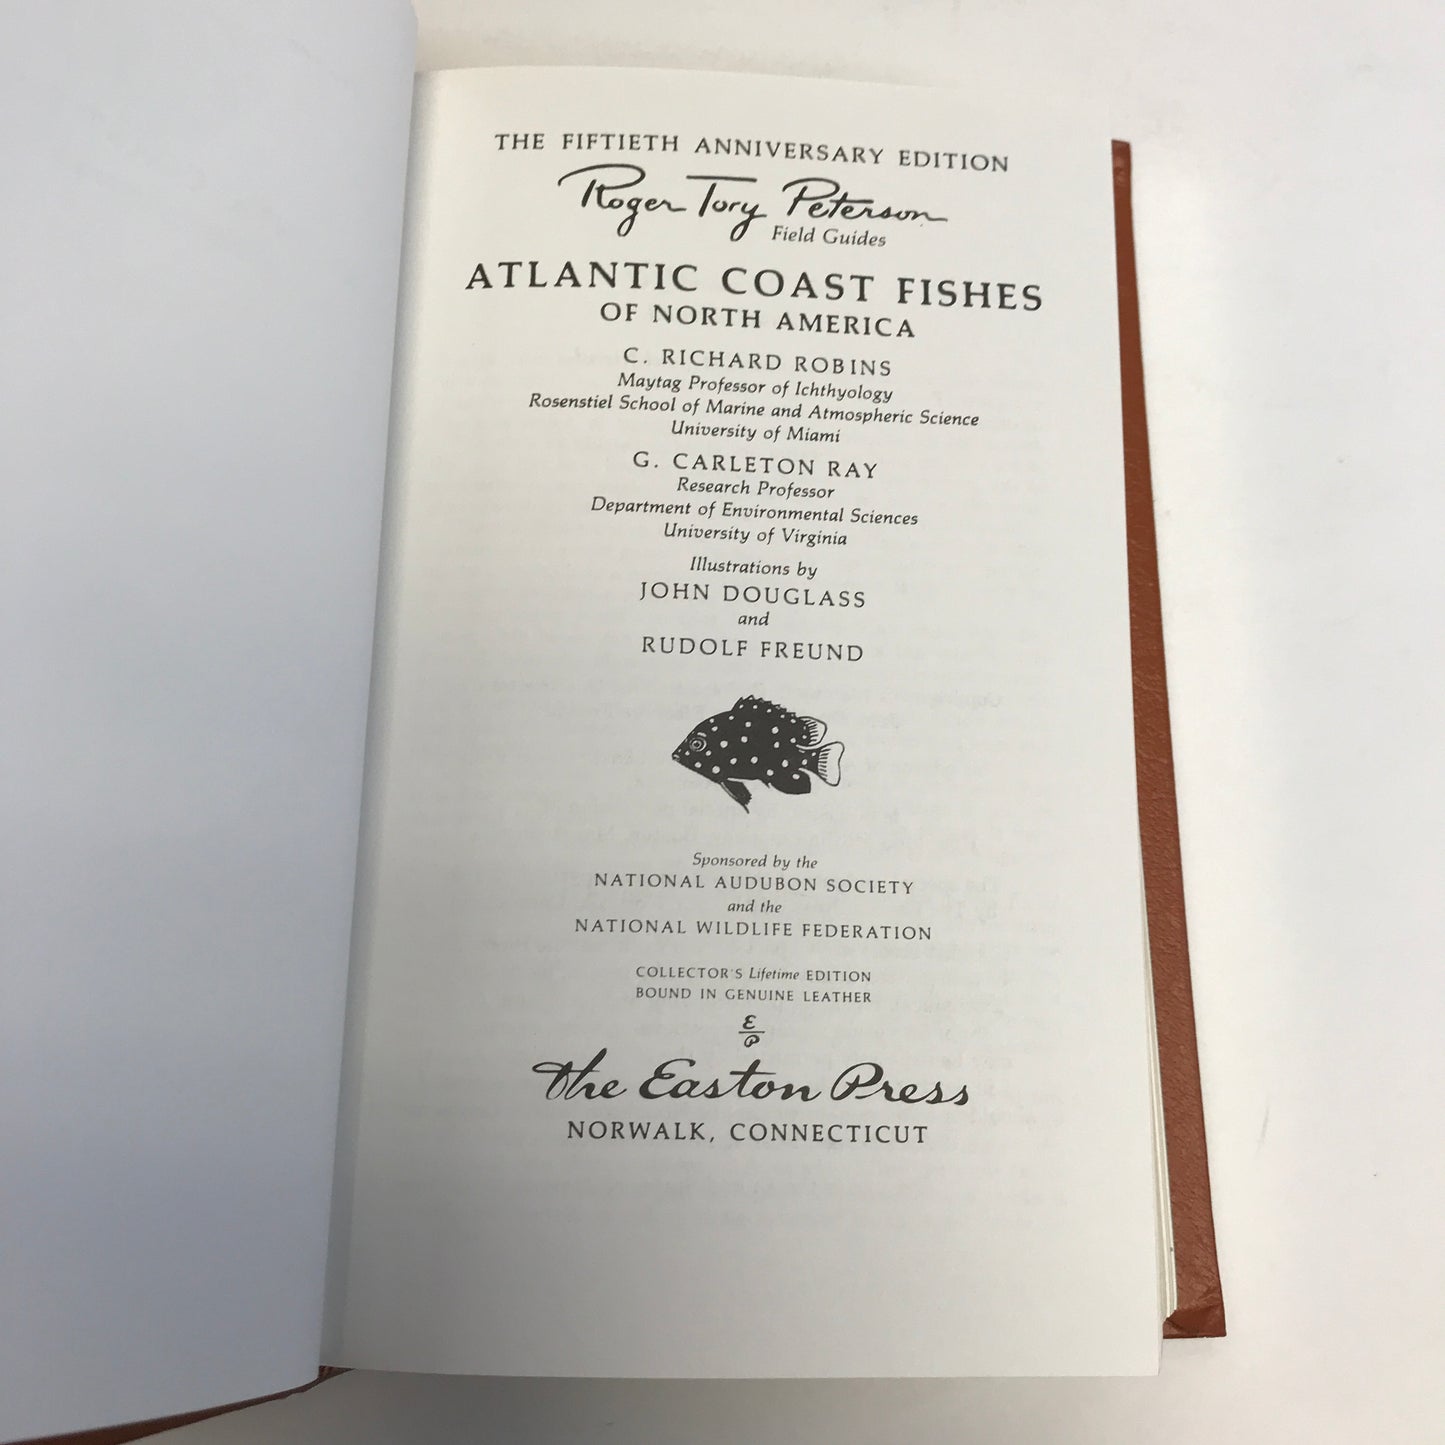 THE FIFTIETH ANNIVERSARY EDITION
Roger Tory Peterson
Field Guides
ATLANTIC COAST FISHES
OF NORTH AMERICA
C. RICHARD ROBINS
Maytag Professor of Ichthyology
Rosenstiel School of Marine and Atmospheric Science
University of Miami
G. CARLETON RAY
Research Professor
Department of Environmental Sciences
University of Virginia
Illustrations by
JOHN DOUGLASS
and
RUDOLF FREUND
Sponsored by the
NATIONAL AUDUBON SOCIETY
and the
NATIONAL WILDLIFE FEDERATION
COLLECTOR'S Lifetime EDITION
BOUND IN GENUINE LEATHER
E
P
The Easton Press
NORWALK, CONNECTICUT